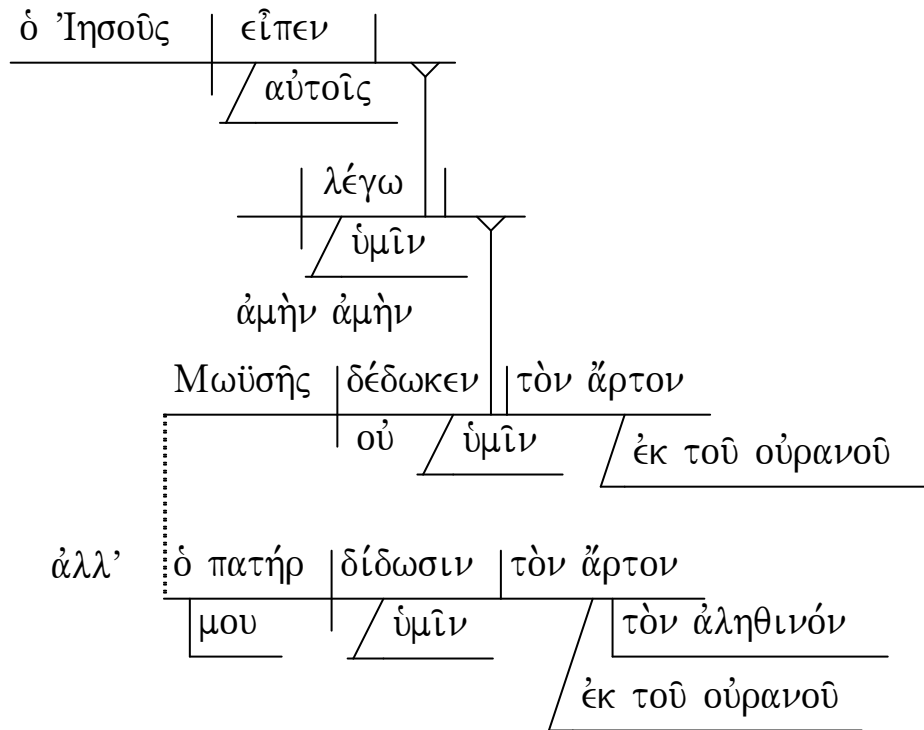 ὁ Ἰησοῦς εἶπεν
αὐτοῖς
λέγω
ὑμῖν
ἀμὴν ἀμὴν
Μωϋσῆς δέδωκεν τὸν ἄρτον
οὐ ὑμῖν ἐκ τοῦ οὐρανοῦ
ἀλλ’ ὁ πατήρ δίδωσιν τὸν ἄρτον
μου ὑμῖν τὸν ἀληθινόν
ἐκ τοῦ οὐρανοῦ